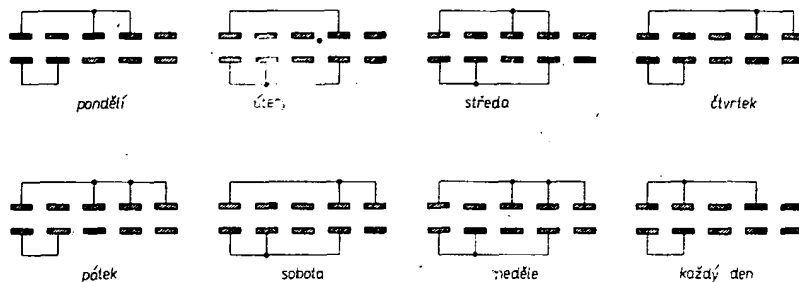 pondělí
středa
čtvrtek
pátek
sobota
neděle
každý den